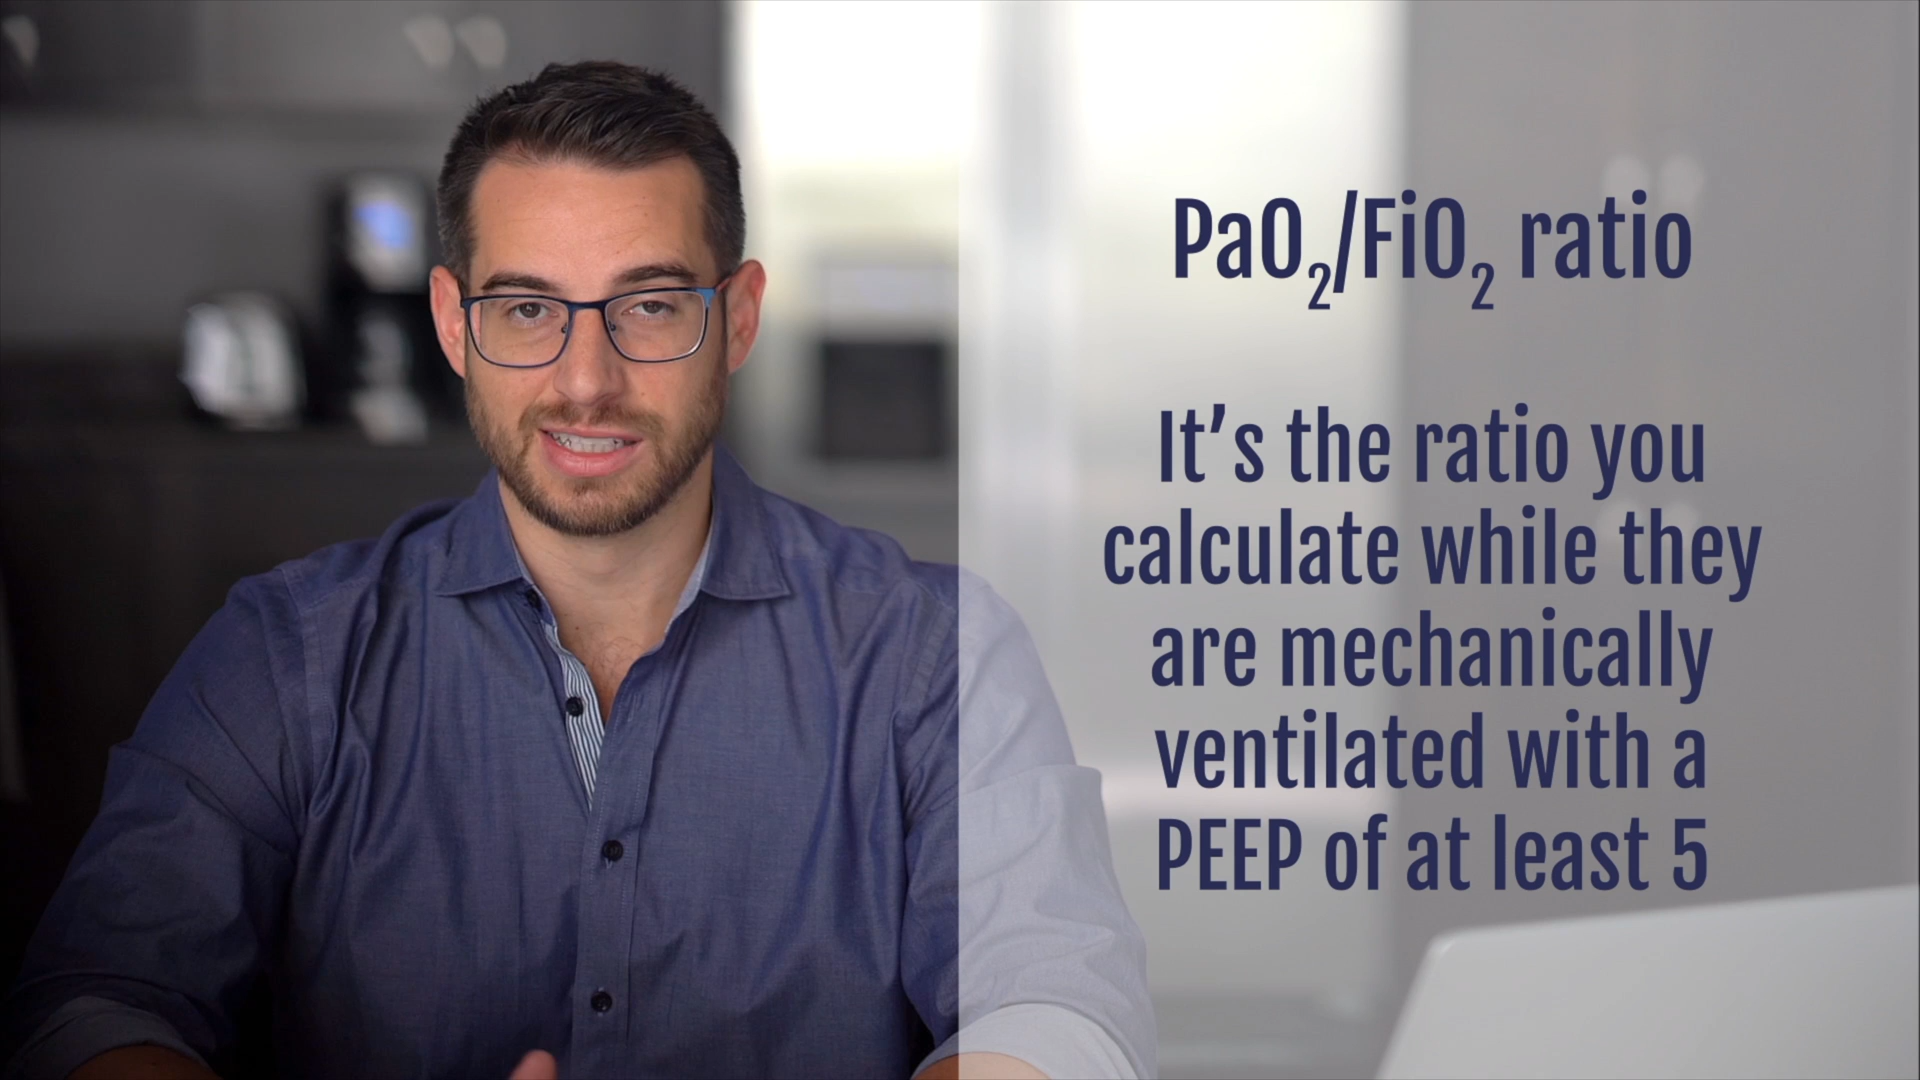 PaO₂/FiO₂ ratio
It’s the ratio you
calculate while they
are mechanically
ventilated with a
PEEP of at least 5